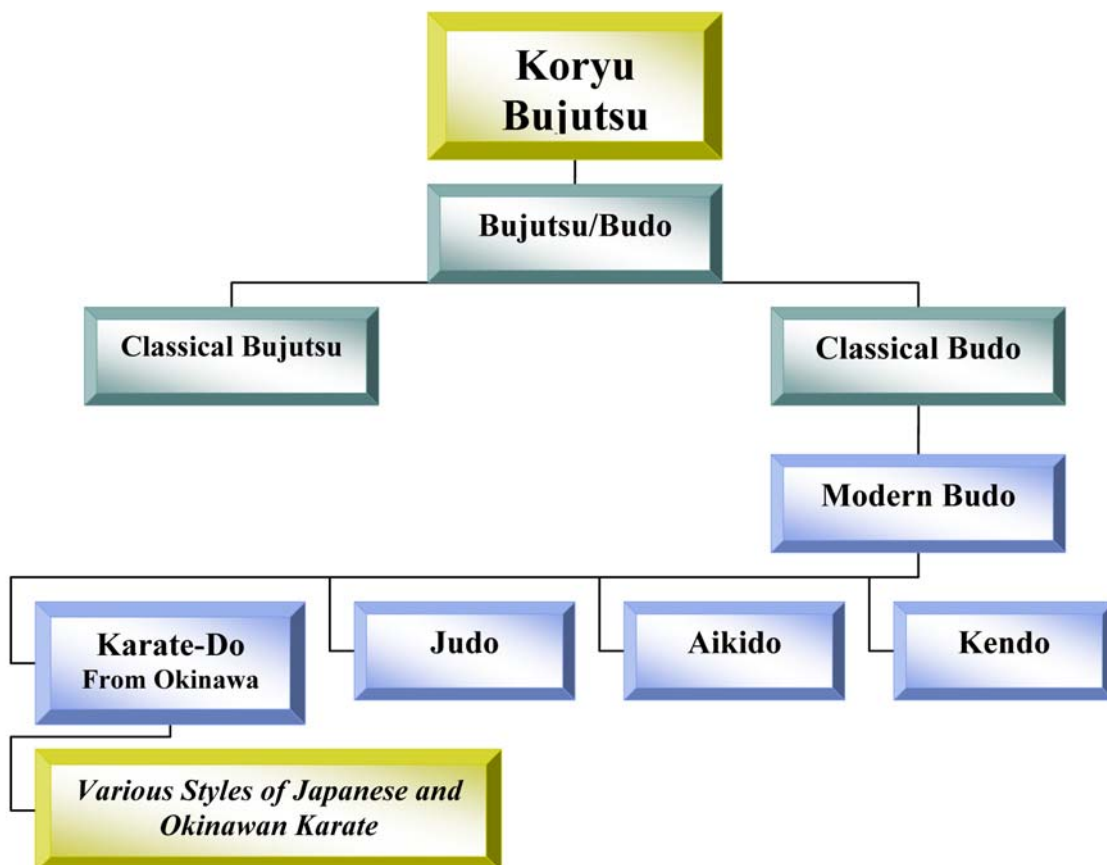 Koryu
Bujutsu
Bujutsu/Budo
Classical Bujutsu
Classical Budo
Modern Budo
Karate-Do
From Okinawa
Judo
Aikido
Kendo
Various Styles of Japanese and
Okinawan Karate